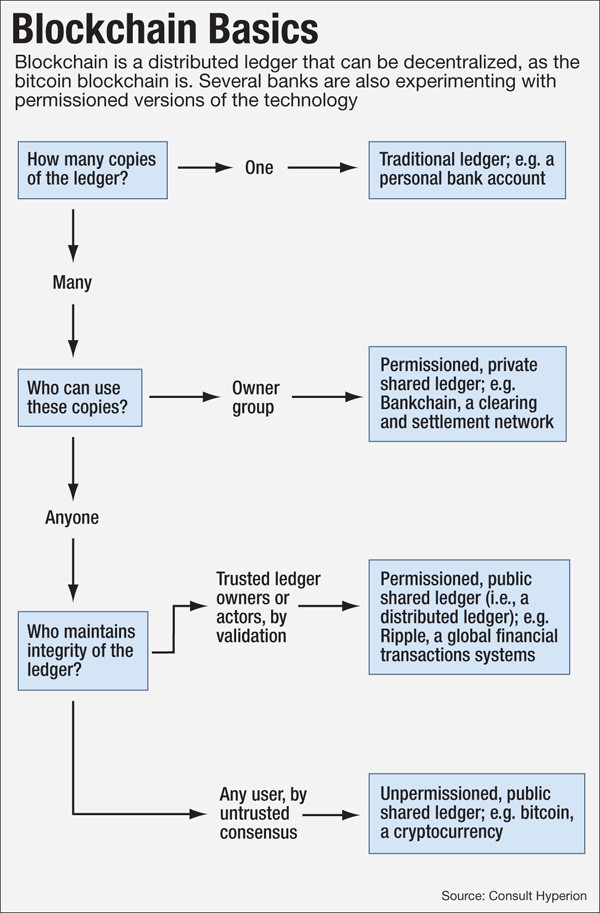 Blockchain Basics
Blockchain is a distributed ledger that can be decentralized, as the
bitcoin blockchain is. Several banks are also experimenting with
permissioned versions of the technology
How many copies
of the ledger?
One
Traditional ledger; e.g. a
personal bank account
Many
Who can use
these copies?
Owner
group
Permissioned, private
shared ledger; e.g.
Bankchain, a clearing
and settlement network
Anyone
Who maintains
integrity of the
ledger?
Trusted ledger
owners or
actors, by
validation
Permissioned, public
shared ledger (i.e., a
distributed ledger); e.g.
Ripple, a global financial
transactions systems
Any user, by
untrusted
consensus
Unpermissioned, public
shared ledger; e.g. bitcoin,
a cryptocurrency
Source: Consult Hyperion